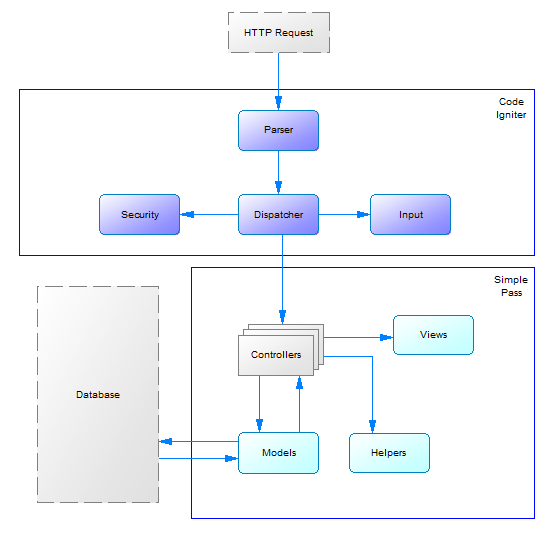 HTTP Request
Code
Igniter
Parser
Security
Dispatcher
Input
Simple
Pass
Views
Controllers
Database
Models
Helpers